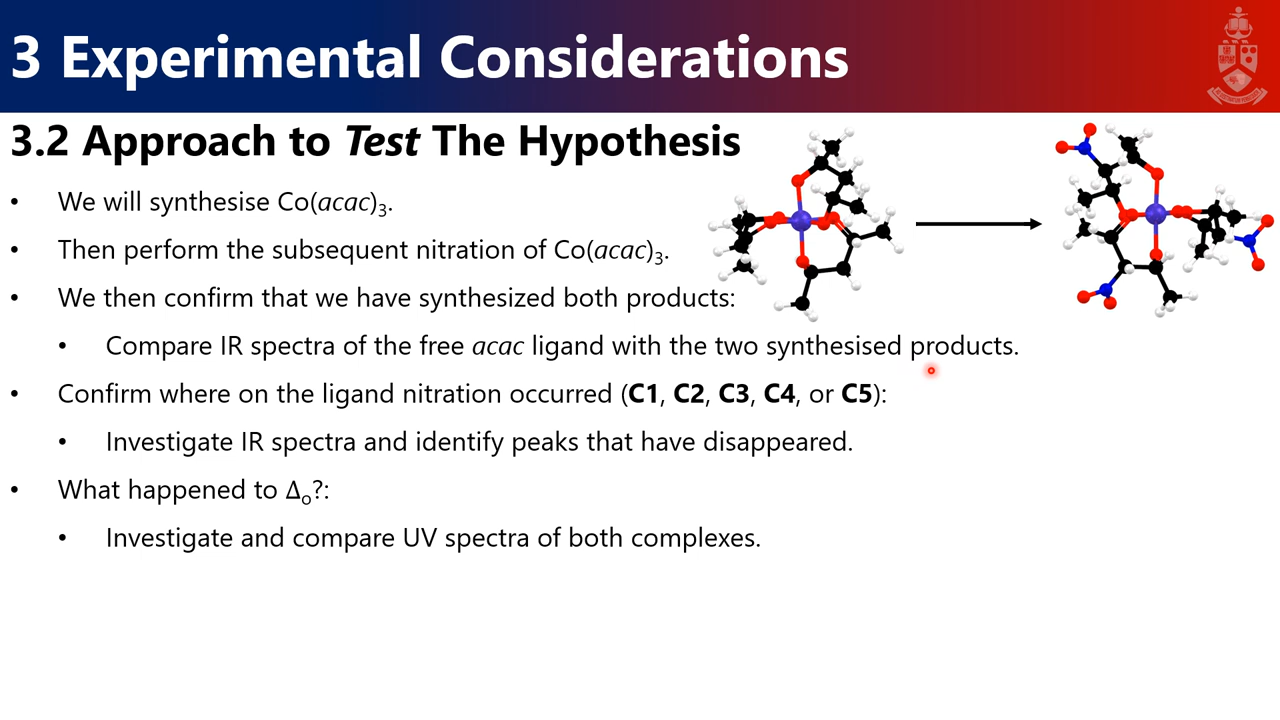 3 Experimental Considerations
3.2 Approach to Test The Hypothesis
• We will synthesise Co(acac)₃.
• Then perform the subsequent nitration of Co(acac)₃.
• We then confirm that we have synthesized both products:
• Compare IR spectra of the free acac ligand with the two synthesised products.
• Confirm where on the ligand nitration occurred (C1, C2, C3, C4, or C5):
• Investigate IR spectra and identify peaks that have disappeared.
• What happened to Δₒ?:
• Investigate and compare UV spectra of both complexes.